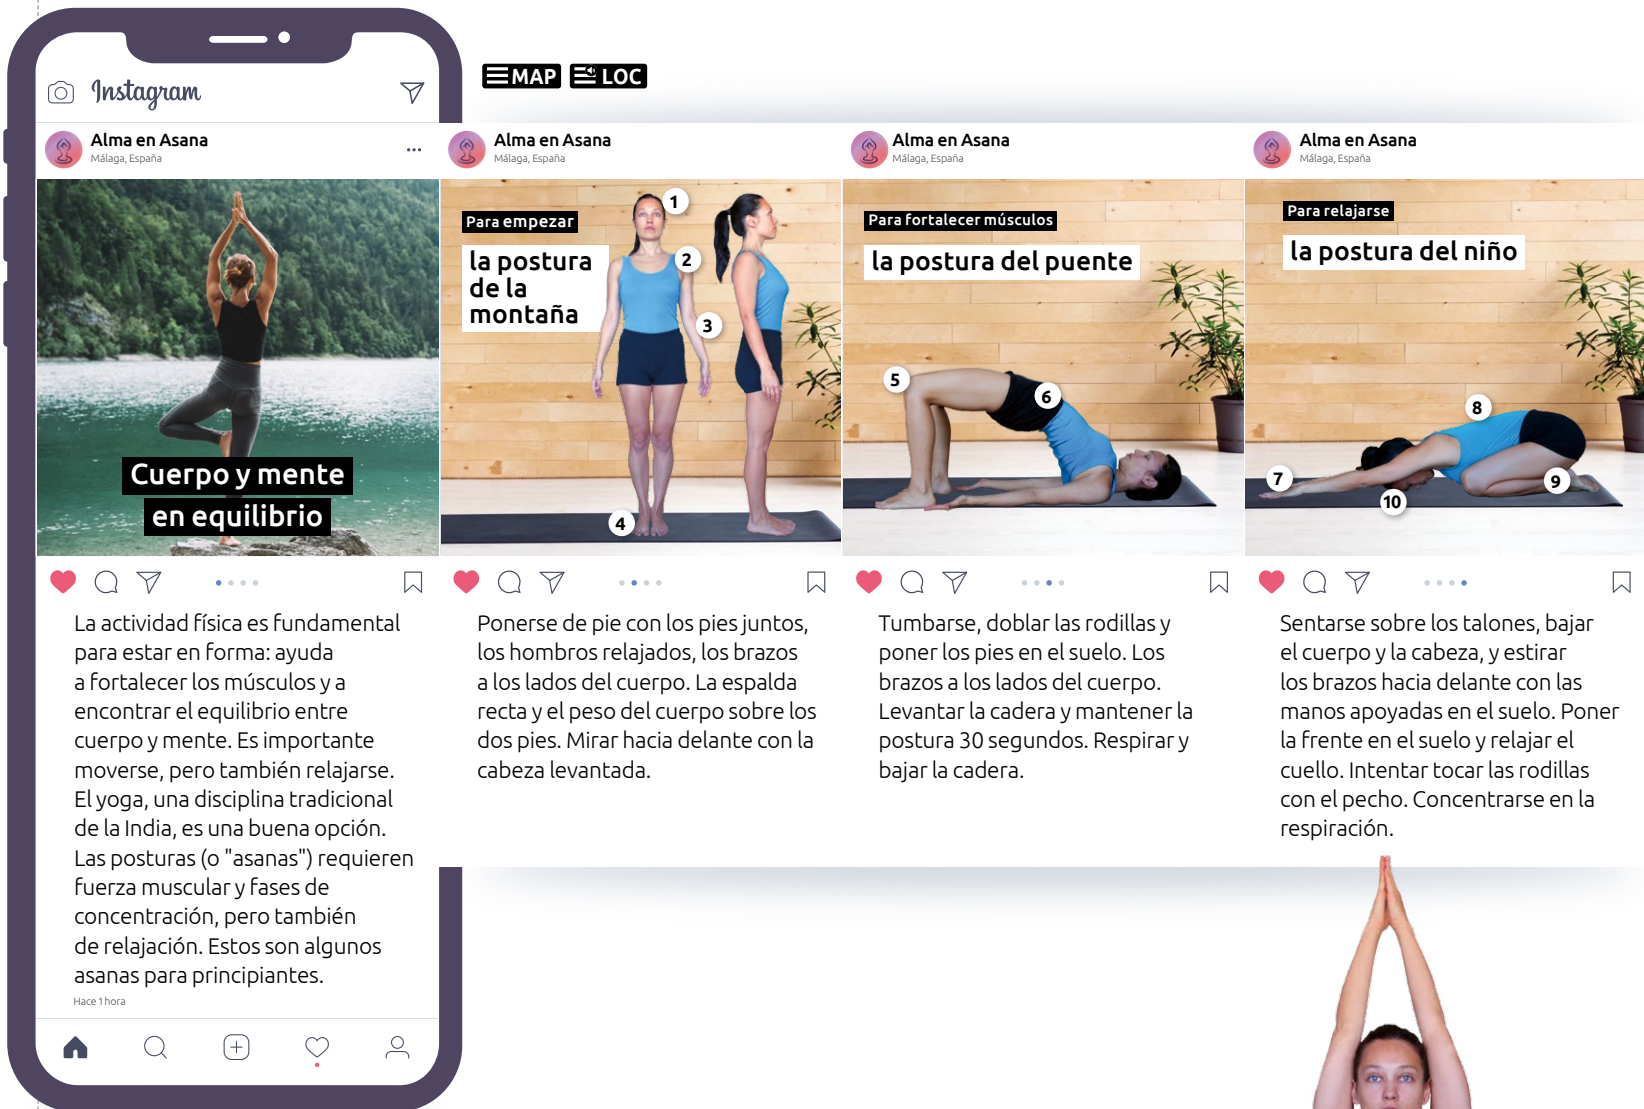 Instagram
MAP LOC
Alma en Asana
Málaga, España
Cuerpo y mente
en equilibrio
La actividad física es fundamental
para estar en forma: ayuda
a fortalecer los músculos y a
encontrar el equilibrio entre
cuerpo y mente. Es importante
moverse, pero también relajarse.
El yoga, una disciplina tradicional
de la India, es una buena opción.
Las posturas (o "asanas") requieren
fuerza muscular y fases de
concentración, pero también
de relajación. Estos son algunos
asanas para principiantes.
Hace 1 hora
Alma en Asana
Málaga, España
Para empezar
la postura
de la
montaña
1
2
3
4
Ponerse de pie con los pies juntos,
los hombros relajados, los brazos
a los lados del cuerpo. La espalda
recta y el peso del cuerpo sobre los
dos pies. Mirar hacia delante con la
cabeza levantada.
Alma en Asana
Málaga, España
Para fortalecer músculos
la postura del puente
5
6
Tumbarse, doblar las rodillas y
poner los pies en el suelo. Los
brazos a los lados del cuerpo.
Levantar la cadera y mantener la
postura 30 segundos. Respirar y
bajar la cadera.
Alma en Asana
Málaga, España
Para relajarse
la postura del niño
8
7
9
10
Sentarse sobre los talones, bajar
el cuerpo y la cabeza, y estirar
los brazos hacia delante con las
manos apoyadas en el suelo. Poner
la frente en el suelo y relajar el
cuello. Intentar tocar las rodillas
con el pecho. Concentrarse en la
respiración.